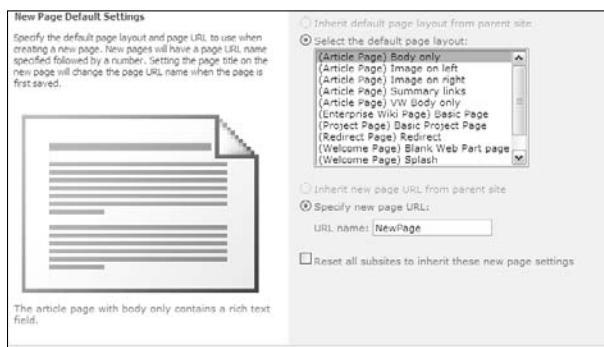 New Page Default Settings
Specify the default page layout and page URL to use when
creating a new page. New pages will have a page URL name
specified followed by a number. Setting the page title on the
new page will change the page URL name when the page is
first saved.
The article page with body only contains a rich text
field.
Inherit default page layout from parent site
Select the default page layout:
(Article Page) Body only
(Article Page) Image on left
(Article Page) Image on right
(Article Page) Summary links
(Article Page) VW Body only
(Enterprise Wiki Page) Basic Page
(Project Page) Basic Project Page
(Redirect Page) Redirect
(Welcome Page) Blank Web Part page
(Welcome Page) Splash
Inherit new page URL from parent site
Specify new page URL:
URL name: NewPage
Reset all subsites to inherit these new page settings